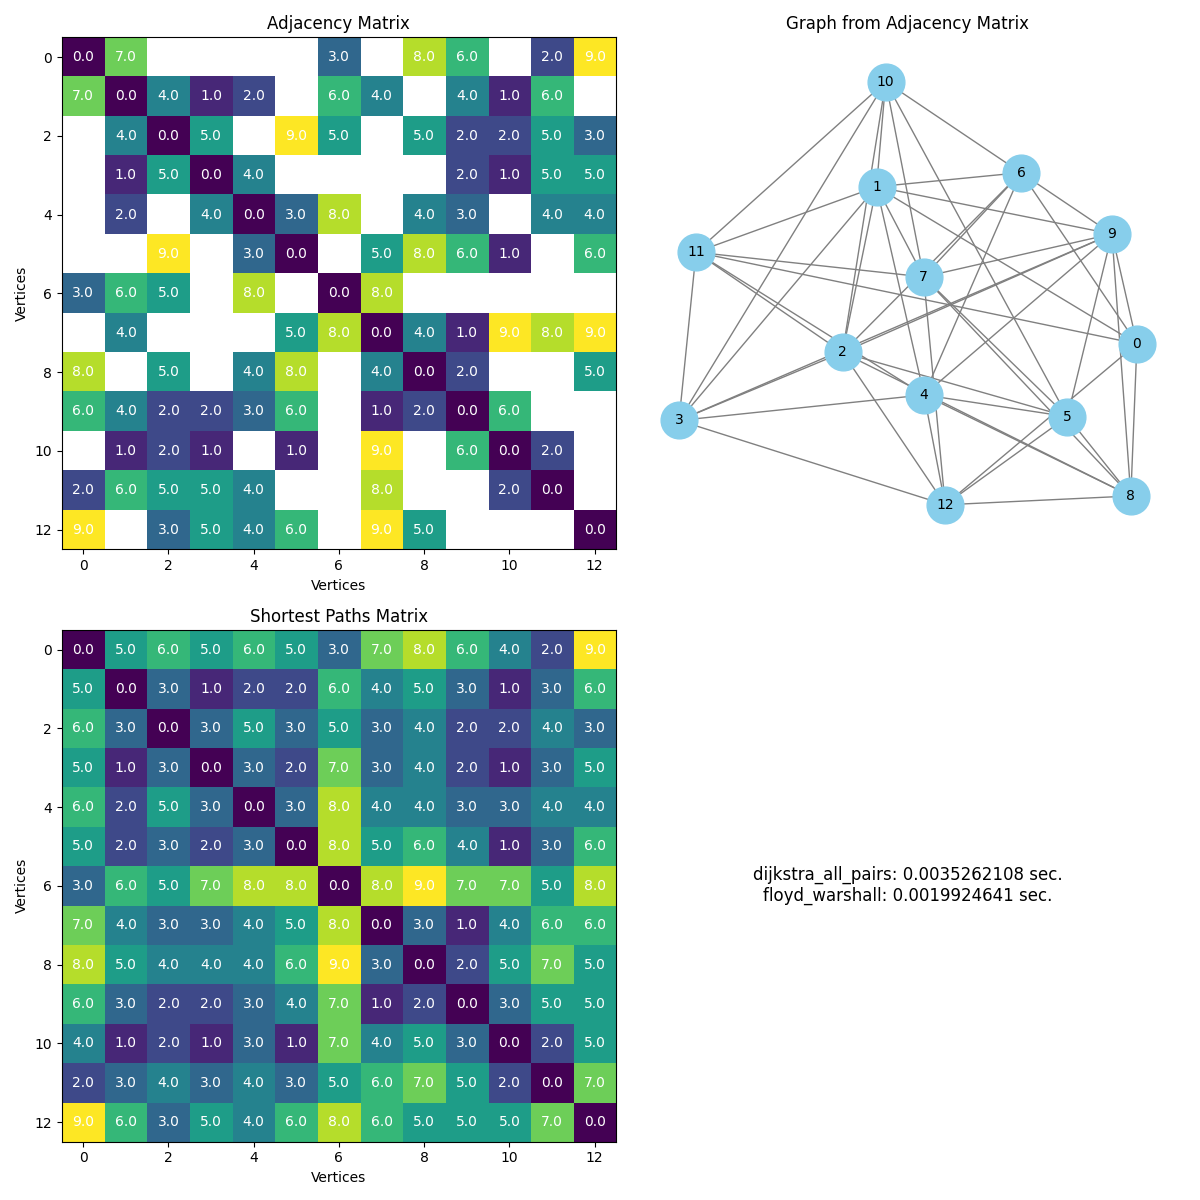 Adjacency Matrix
0 0.0 7.0 3.0 8.0 6.0 2.0 9.0
7.0 0.0 4.0 1.0 2.0 6.0 4.0 4.0 1.0 6.0
2 4.0 0.0 5.0 9.0 5.0 5.0 2.0 2.0 5.0 3.0
1.0 5.0 0.0 4.0 2.0 1.0 5.0 5.0
4 2.0 4.0 0.0 3.0 8.0 4.0 3.0 4.0 4.0
9.0 3.0 0.0 5.0 8.0 6.0 1.0 6.0
6 3.0 6.0 5.0 8.0 0.0 8.0
4.0 5.0 8.0 0.0 4.0 1.0 9.0 8.0 9.0
8 8.0 5.0 4.0 8.0 4.0 0.0 2.0 5.0
6.0 4.0 2.0 2.0 3.0 6.0 1.0 2.0 0.0 6.0
10 1.0 2.0 1.0 1.0 9.0 6.0 0.0 2.0
2.0 6.0 5.0 5.0 4.0 8.0 2.0 0.0
12 9.0 3.0 5.0 4.0 6.0 9.0 5.0 0.0
0 2 4 6 8 10 12
Vertices
Vertices
Graph from Adjacency Matrix
10
6
1
9
11
7
0
2
4
5
3
8
12
Shortest Paths Matrix
0 0.0 5.0 6.0 5.0 6.0 5.0 3.0 7.0 8.0 6.0 4.0 2.0 9.0
5.0 0.0 3.0 1.0 2.0 2.0 6.0 4.0 5.0 3.0 1.0 3.0 6.0
2 6.0 3.0 0.0 3.0 5.0 3.0 5.0 3.0 4.0 2.0 2.0 4.0 3.0
5.0 1.0 3.0 0.0 3.0 2.0 7.0 3.0 4.0 2.0 1.0 3.0 5.0
4 6.0 2.0 5.0 3.0 0.0 3.0 8.0 4.0 4.0 3.0 3.0 4.0 4.0
5.0 2.0 3.0 2.0 3.0 0.0 8.0 5.0 6.0 4.0 1.0 3.0 6.0
6 3.0 6.0 5.0 7.0 8.0 8.0 0.0 8.0 9.0 7.0 7.0 5.0 8.0
7.0 4.0 3.0 3.0 4.0 5.0 8.0 0.0 3.0 1.0 4.0 6.0 6.0
8 8.0 5.0 4.0 4.0 4.0 6.0 9.0 3.0 0.0 2.0 5.0 7.0 5.0
6.0 3.0 2.0 2.0 3.0 4.0 7.0 1.0 2.0 0.0 3.0 5.0 5.0
10 4.0 1.0 2.0 1.0 3.0 1.0 7.0 4.0 5.0 3.0 0.0 2.0 5.0
2.0 3.0 4.0 3.0 4.0 3.0 5.0 6.0 7.0 5.0 2.0 0.0 7.0
12 9.0 6.0 3.0 5.0 4.0 6.0 8.0 6.0 5.0 5.0 5.0 7.0 0.0
0 2 4 6 8 10 12
Vertices
Vertices
dijkstra_all_pairs: 0.0035262108 sec.
floyd_warshall: 0.0019924641 sec.